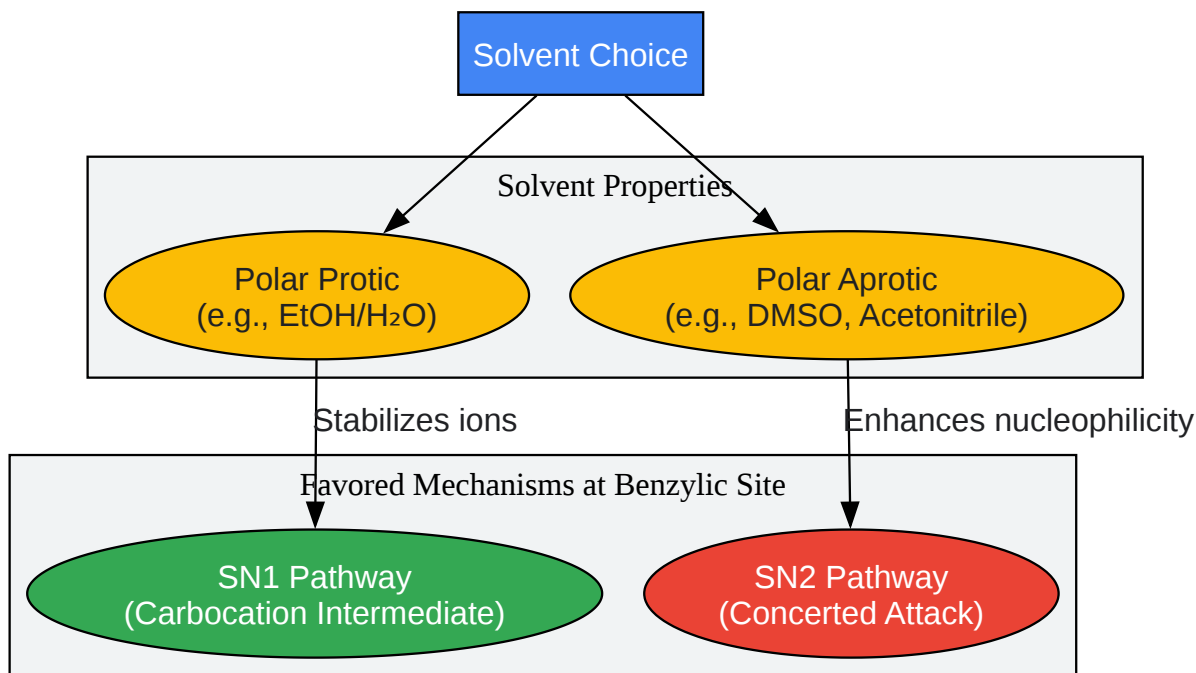 Solvent Choice
Solvent Properties
Polar Protic
(e.g., EtOH/H₂O)
Polar Aprotic
(e.g., DMSO, Acetonitrile)
Stabilizes ions
Enhances nucleophilicity
Favored Mechanisms at Benzylic Site
SN1 Pathway
(Carbocation Intermediate)
SN2 Pathway
(Concerted Attack)